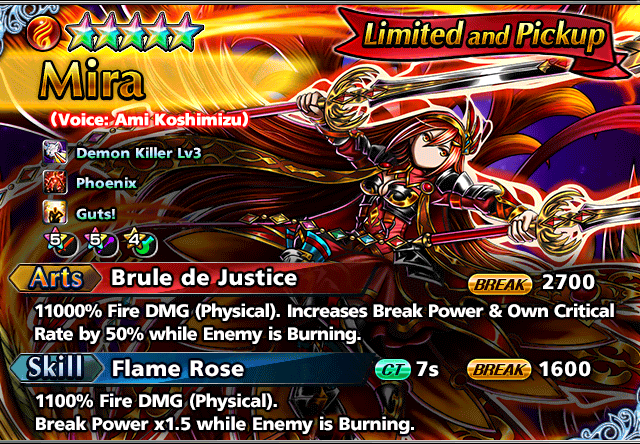 Limited and Pickup
Mira
(Voice: Ami Koshimizu)
Demon Killer Lv3
Phoenix
Guts!
5 5 4
Arts Brule de Justice BREAK 2700
11000% Fire DMG (Physical). Increases Break Power & Own Critical
Rate by 50% while Enemy is Burning.
Skill Flame Rose CT 7s BREAK 1600
1100% Fire DMG (Physical).
Break Power x1.5 while Enemy is Burning.